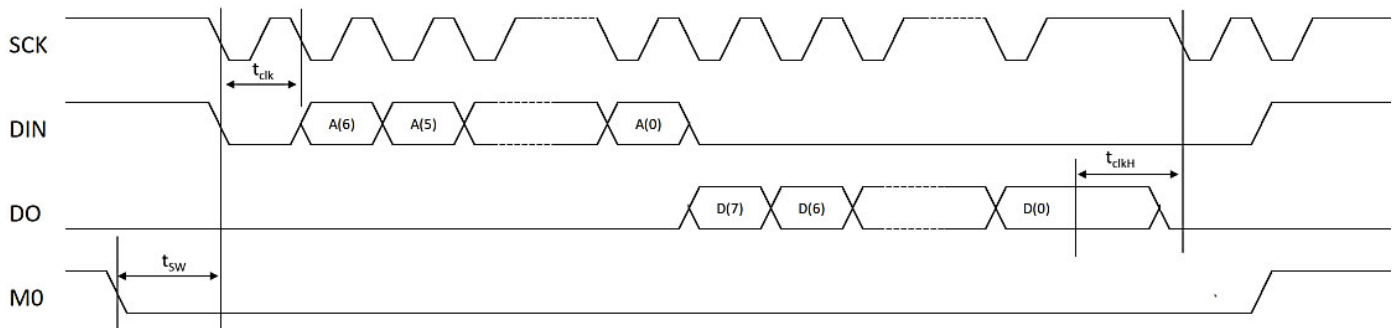 SCK
t_clk
DIN
A(6) A(5) A(0)
t_clkH
DO
D(7) D(6) D(0)
t_SW
M0